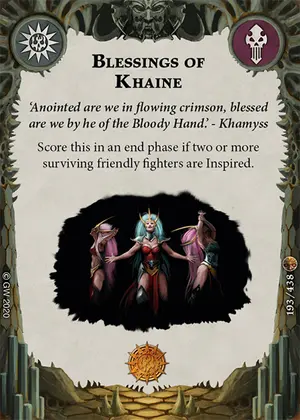 BLESSINGS OF
KHAINE
‘Anointed are we in flowing crimson, blessed
are we by he of the Bloody Hand.’ - Khamyss
Score this in an end phase if two or more
surviving friendly fighters are Inspired.
© GW 2020
193/438